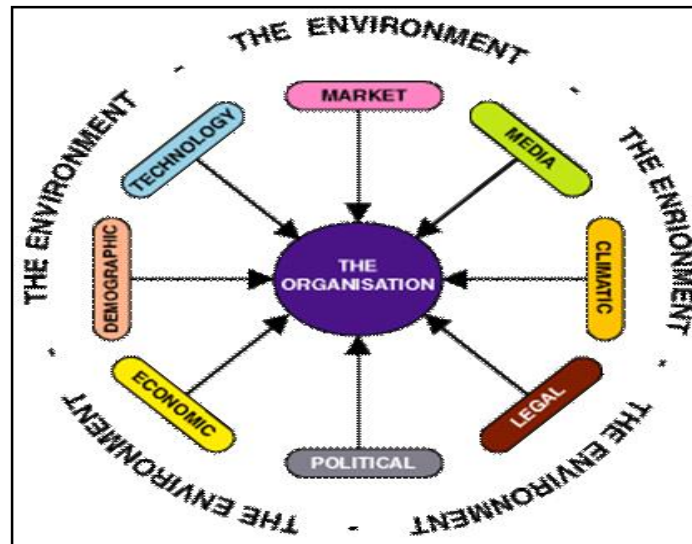 THE ENVIRONMENT
THE ENRIONMENT
THE ENVIRONMENT
THE ENVIRONMENT
THE ENVIRONMENT
MARKET
MEDIA
CLIMATIC
LEGAL
POLITICAL
ECONOMIC
DEMOGRAPHIC
TECHNOLOGY
THE
ORGANISATION